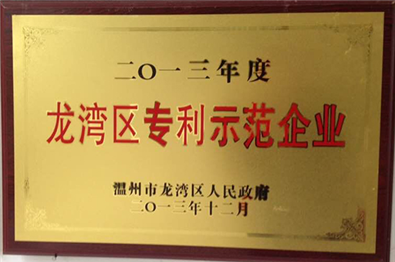 二〇一三年度
龙湾区专利示范企业
温州市龙湾区人民政府
二〇一三年十二月